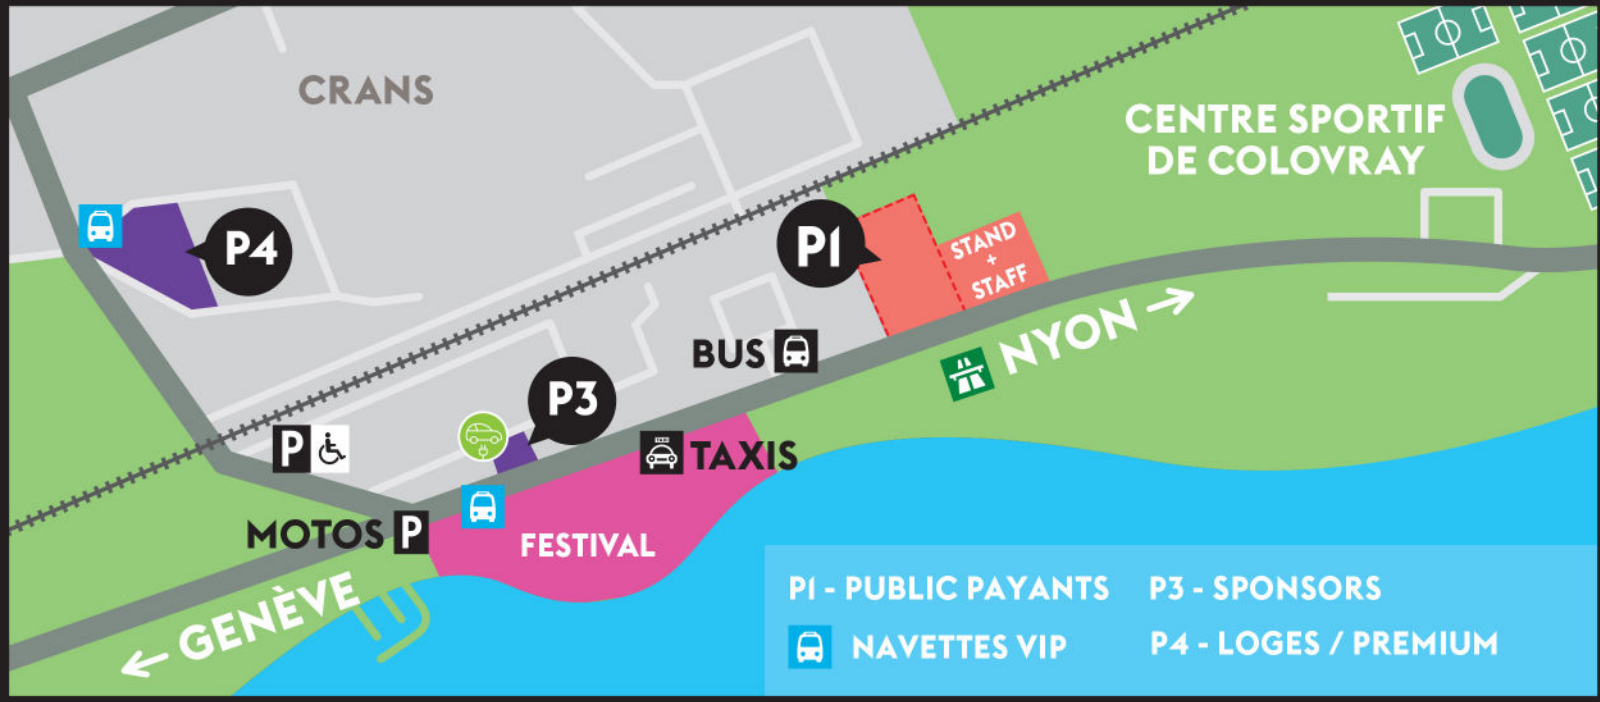 CRANS
CENTRE SPORTIF
DE COLOVRAY
P4
P1
STAND
+
STAFF
NYON
BUS
P3
P
TAXI
TAXIS
MOTOS P
FESTIVAL
GENÈVE
P1 - PUBLIC PAYANTS
P3 - SPONSORS
NAVETTES VIP
P4 - LOGES / PREMIUM